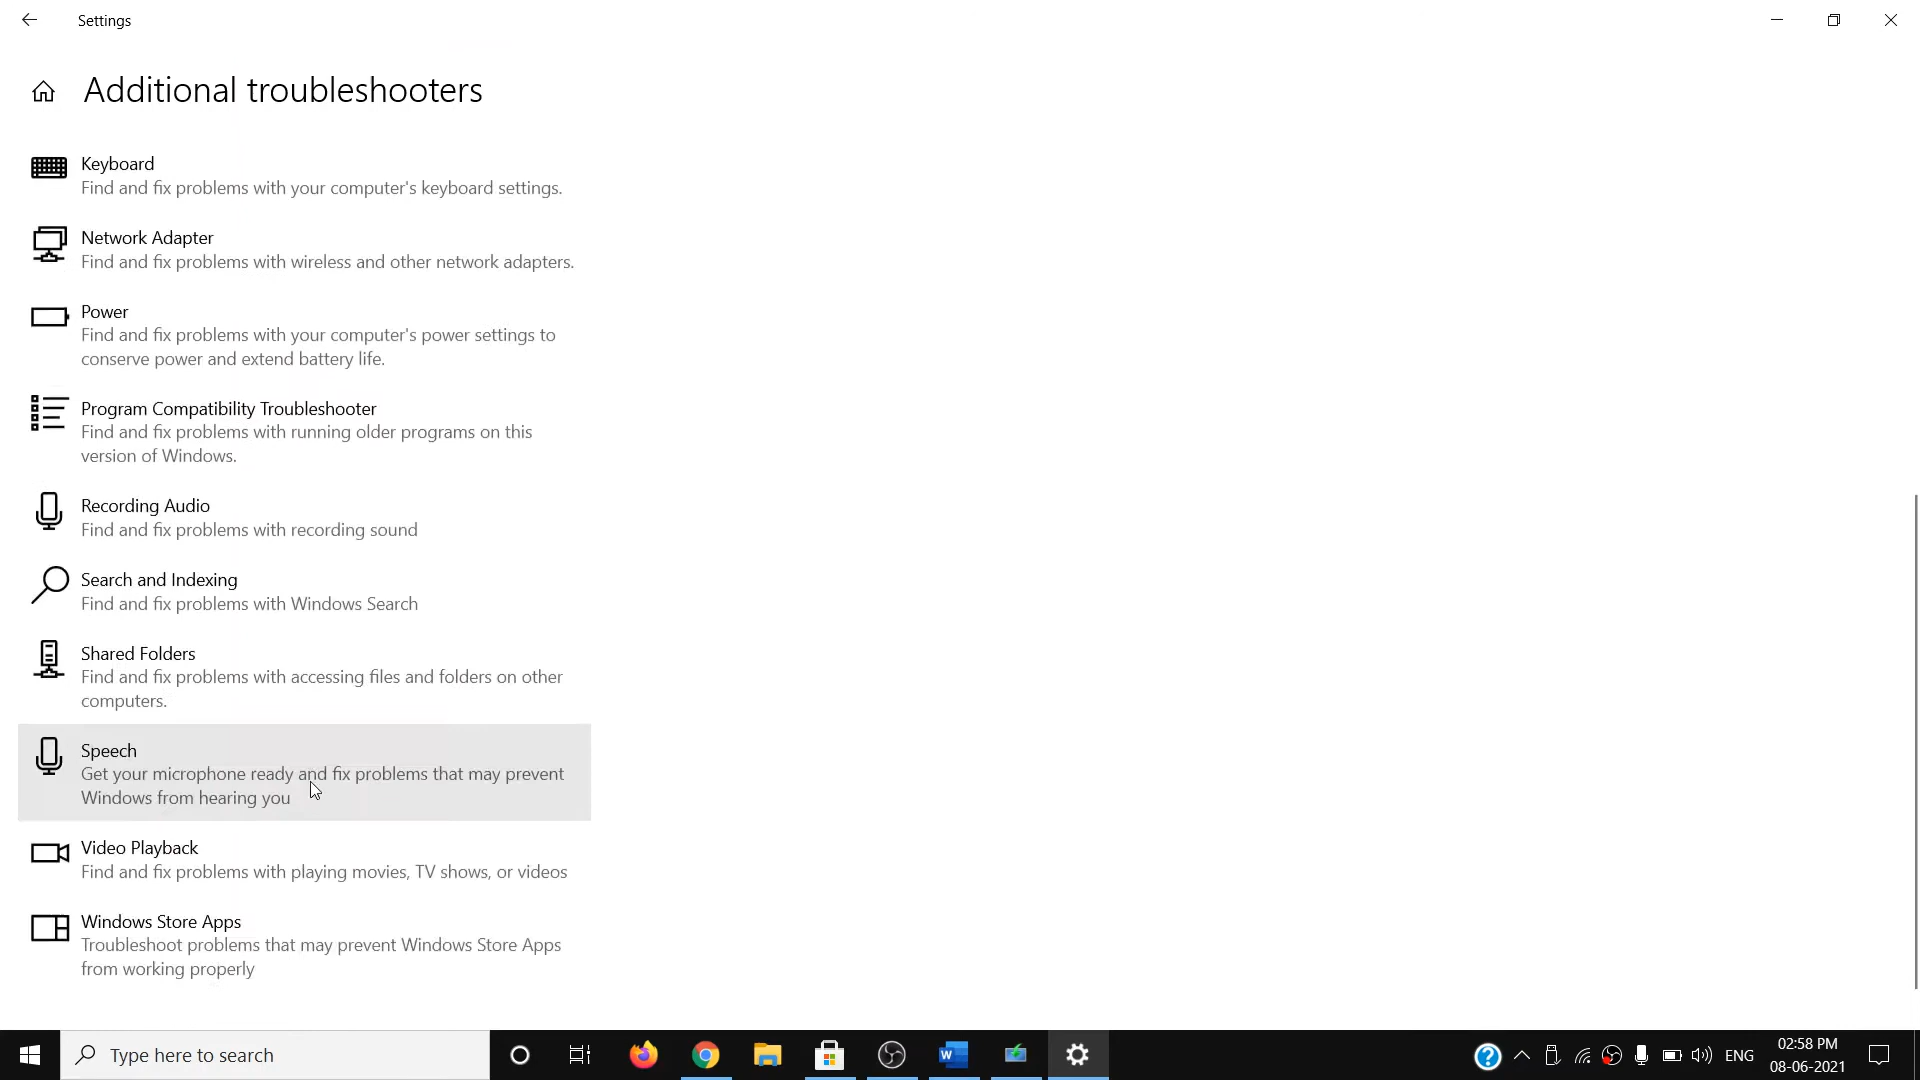 Settings
Additional troubleshooters
Keyboard
Find and fix problems with your computer's keyboard settings.
Network Adapter
Find and fix problems with wireless and other network adapters.
Power
Find and fix problems with your computer's power settings to
conserve power and extend battery life.
Program Compatibility Troubleshooter
Find and fix problems with running older programs on this
version of Windows.
Recording Audio
Find and fix problems with recording sound
Search and Indexing
Find and fix problems with Windows Search
Shared Folders
Find and fix problems with accessing files and folders on other
computers.
Speech
Get your microphone ready and fix problems that may prevent
Windows from hearing you
Video Playback
Find and fix problems with playing movies, TV shows, or videos
Windows Store Apps
Troubleshoot problems that may prevent Windows Store Apps
from working properly
Type here to search
ENG
02:58 PM
08-06-2021